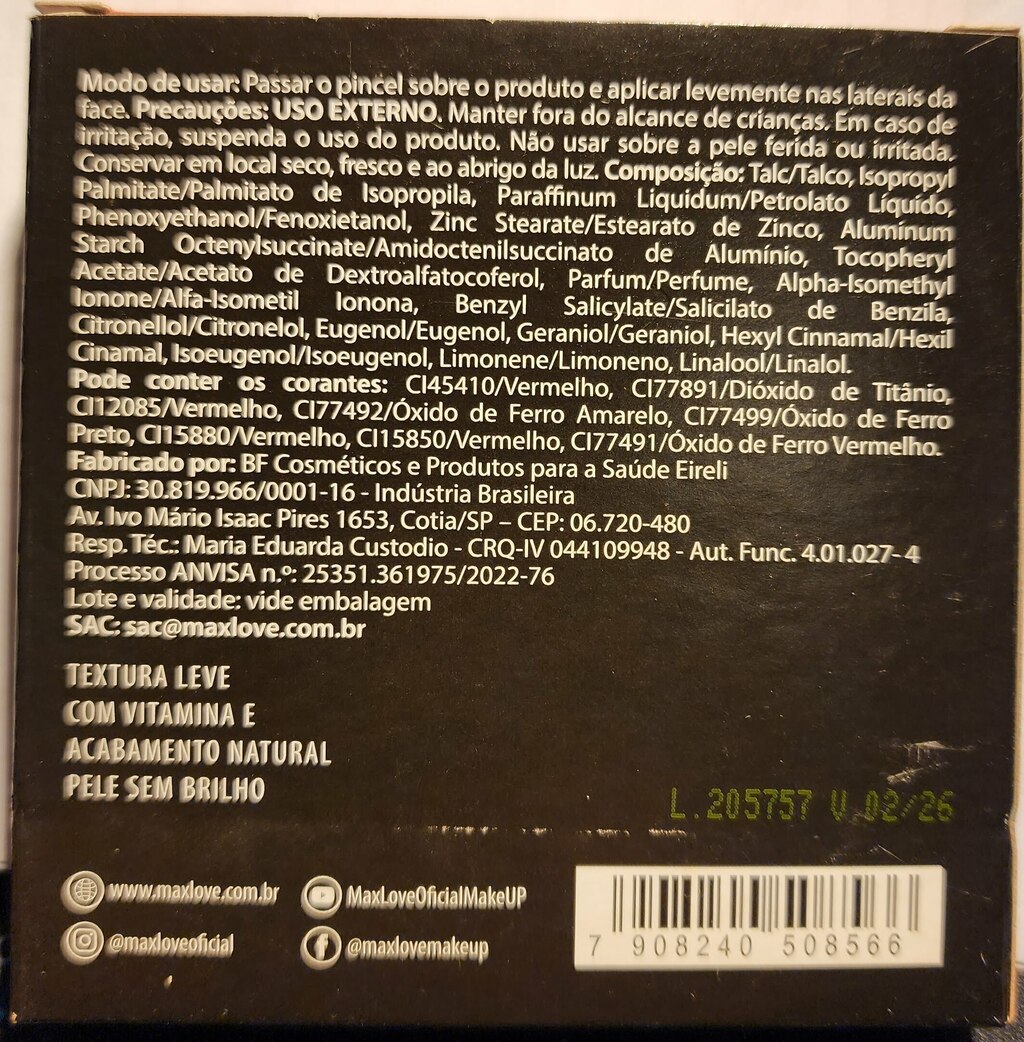 Modo de usar: Passar o pincel sobre o produto e aplicar levemente nas laterais da
face. Precauções: USO EXTERNO. Manter fora do alcance de crianças. Em caso de
irritação, suspenda o uso do produto. Não usar sobre a pele ferida ou irritada.
Conservar em local seco, fresco e ao abrigo da luz. Composição: Talc/Talco, Isopropyl
Palmitate/Palmitato de Isopropila, Paraffinum Liquidum/Petrolato Líquido,
Phenoxyethanol/Fenoxietanol, Zinc Stearate/Estearato de Zinco, Aluminum
Starch Octenylsuccinate/Amidoctenilsuccinato de Alumínio, Tocopheryl
Acetate/Acetato de Dextroalfatocoferol, Parfum/Perfume, Alpha-Isomethyl
Ionone/Alfa-Isometil Ionona, Benzyl Salicylate/Salicilato de Benzila,
Citronellol/Citronelol, Eugenol/Eugenol, Geraniol/Geraniol, Hexyl Cinnamal/Hexil
Cinamal, Isoeugenol/Isoeugenol, Limonene/Limoneno, Linalool/Linalol.
Pode conter os corantes: CI45410/Vermelho, CI77891/Dióxido de Titânio,
CI12085/Vermelho, CI77492/Óxido de Ferro Amarelo, CI77499/Óxido de Ferro
Preto, CI15880/Vermelho, CI15850/Vermelho, CI77491/Óxido de Ferro Vermelho.
Fabricado por: BF Cosméticos e Produtos para a Saúde Eireli
CNPJ: 30.819.966/0001-16 - Indústria Brasileira
Av. Ivo Mário Isaac Pires 1653, Cotia/SP – CEP: 06.720-480
Resp. Téc.: Maria Eduarda Custodio - CRQ-IV 044109948 - Aut. Func. 4.01.027- 4
Processo ANVISA n.º: 25351.361975/2022-76
Lote e validade: vide embalagem
SAC: sac@maxlove.com.br
TEXTURA LEVE
COM VITAMINA E
ACABAMENTO NATURAL
PELE SEM BRILHO
L.205757 V.02/26
www.maxlove.com.br
MaxLoveOficialMakeUP
@maxloveoficial
@maxlovemakeup
7 908240 508566